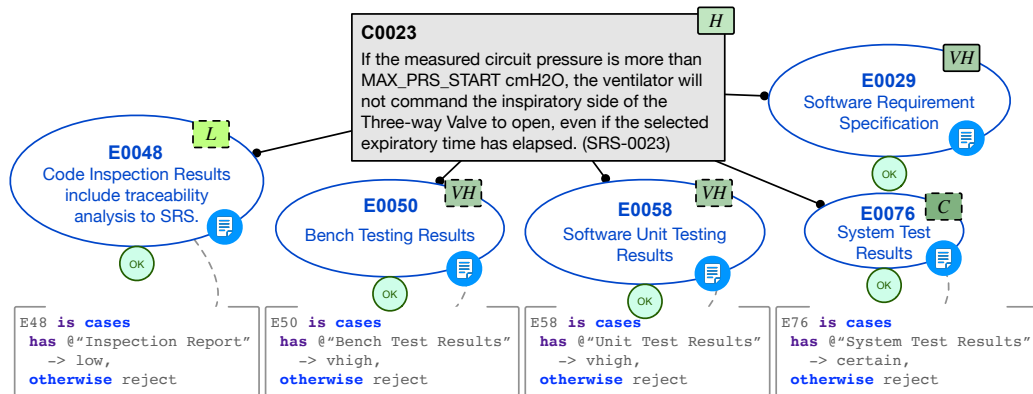 C0023
H
If the measured circuit pressure is more than
MAX_PRS_START cmH2O, the ventilator will
not command the inspiratory side of the
Three-way Valve to open, even if the selected
expiratory time has elapsed. (SRS-0023)
VH
E0029
Software Requirement
Specification
OK
L
E0048
Code Inspection Results
include traceability
analysis to SRS.
OK
VH
E0050
Bench Testing Results
OK
VH
E0058
Software Unit Testing
Results
OK
C
E0076
System Test
Results
OK
E48 is cases
has @“Inspection Report”
-> low,
otherwise reject
E50 is cases
has @“Bench Test Results”
-> vhigh,
otherwise reject
E58 is cases
has @“Unit Test Results”
-> vhigh,
otherwise reject
E76 is cases
has @“System Test Results”
-> certain,
otherwise reject